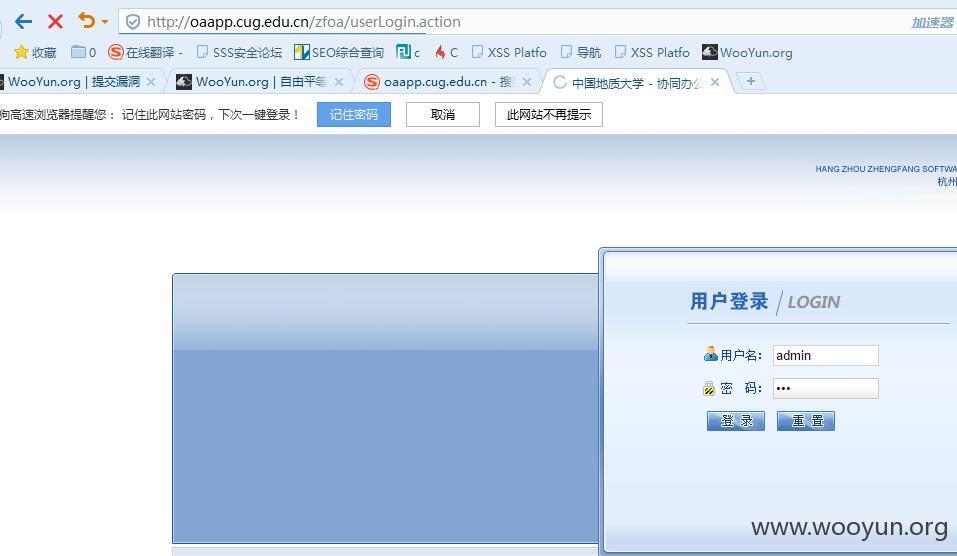 http://oaapp.cug.edu.cn/zfoa/userLogin.action 加速器
收藏 0 在线翻译 - SSS安全论坛 SEO综合查询 c C XSS Platfo 导航 XSS Platfo WooYun.org
WooYun.org | 提交漏洞 WooYun.org | 自由平等 oaapp.cug.edu.cn - 搜 中国地质大学 - 协同办公
狗高速浏览器提醒您： 记住此网站密码，下次一键登录！ 记住密码 取消 此网站不再提示
HANG ZHOU ZHENGFANG SOFTWA
杭州
用户登录 LOGIN
用户名： admin
密 码： •••
登 录 重 置
www.wooyun.org